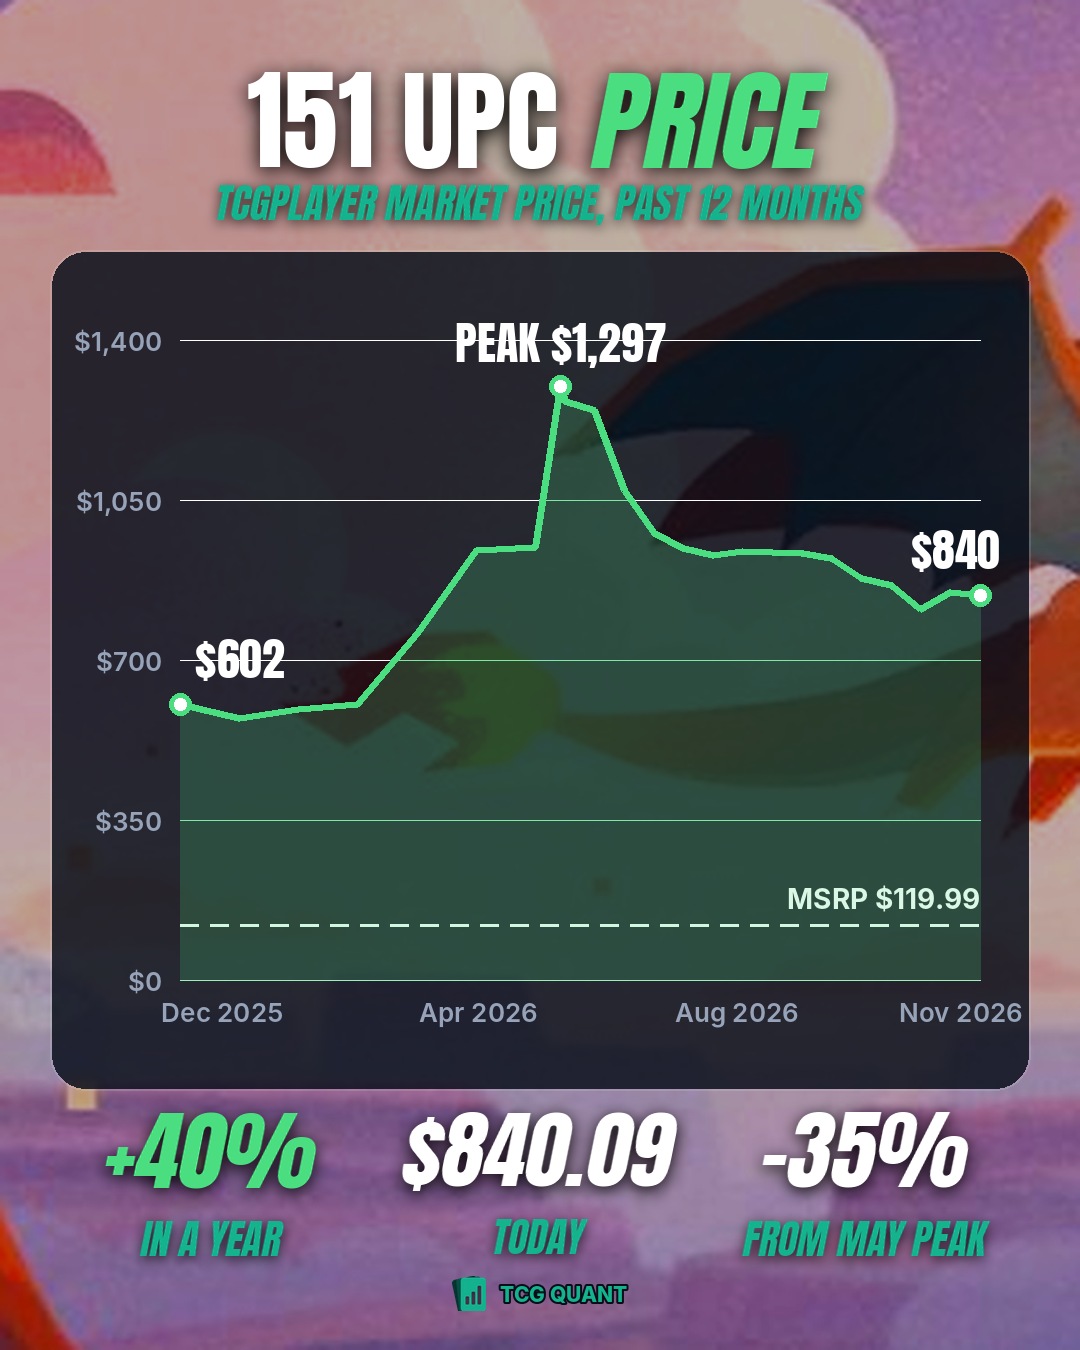 151 UPC PRICE
TCGPLAYER MARKET PRICE, PAST 12 MONTHS
$1,400
PEAK $1,297
$1,050
$840
$700
$602
$350
MSRP $119.99
$0
Dec 2025 Apr 2026 Aug 2026 Nov 2026
+40% $840.09 -35%
IN A YEAR TODAY FROM MAY PEAK
TCG QUANT